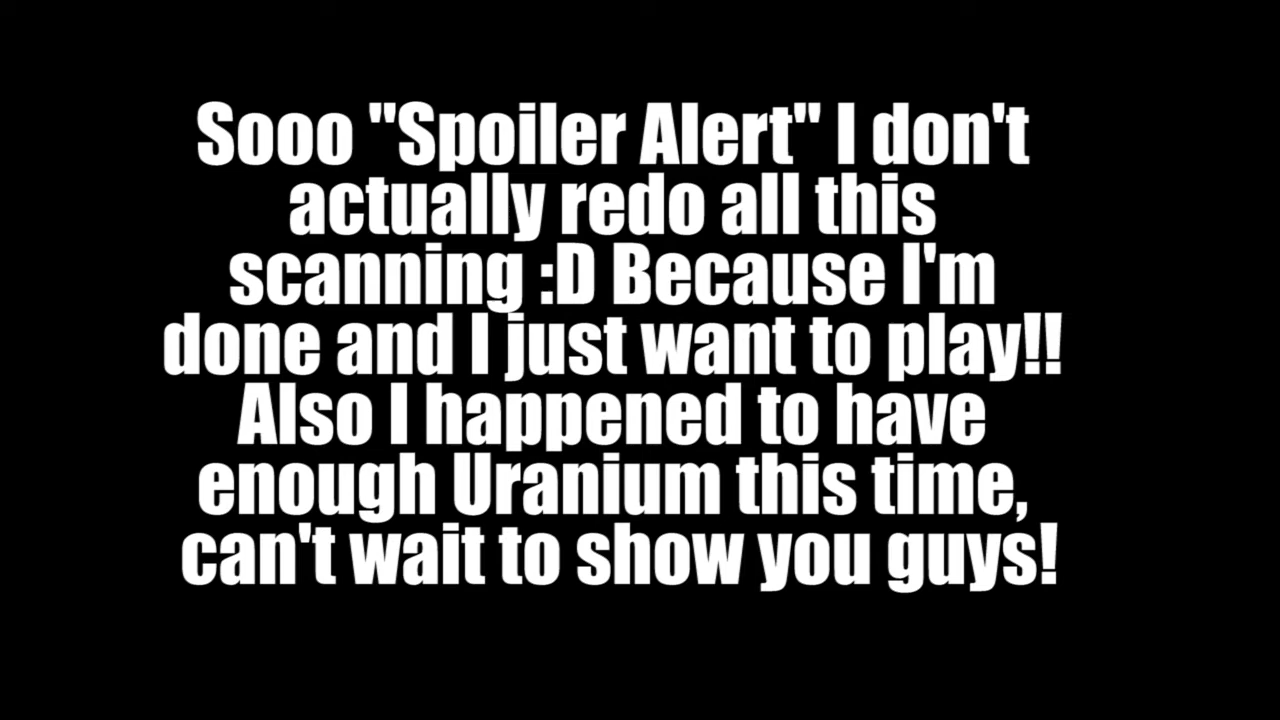 Sooo "Spoiler Alert" I don't
actually redo all this
scanning :D Because I'm
done and I just want to play!!
Also I happened to have
enough Uranium this time,
can't wait to show you guys!